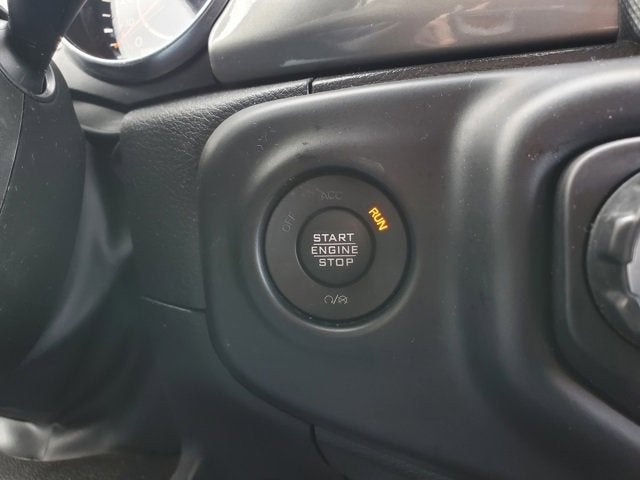 OFF ACC RUN
START
ENGINE
STOP